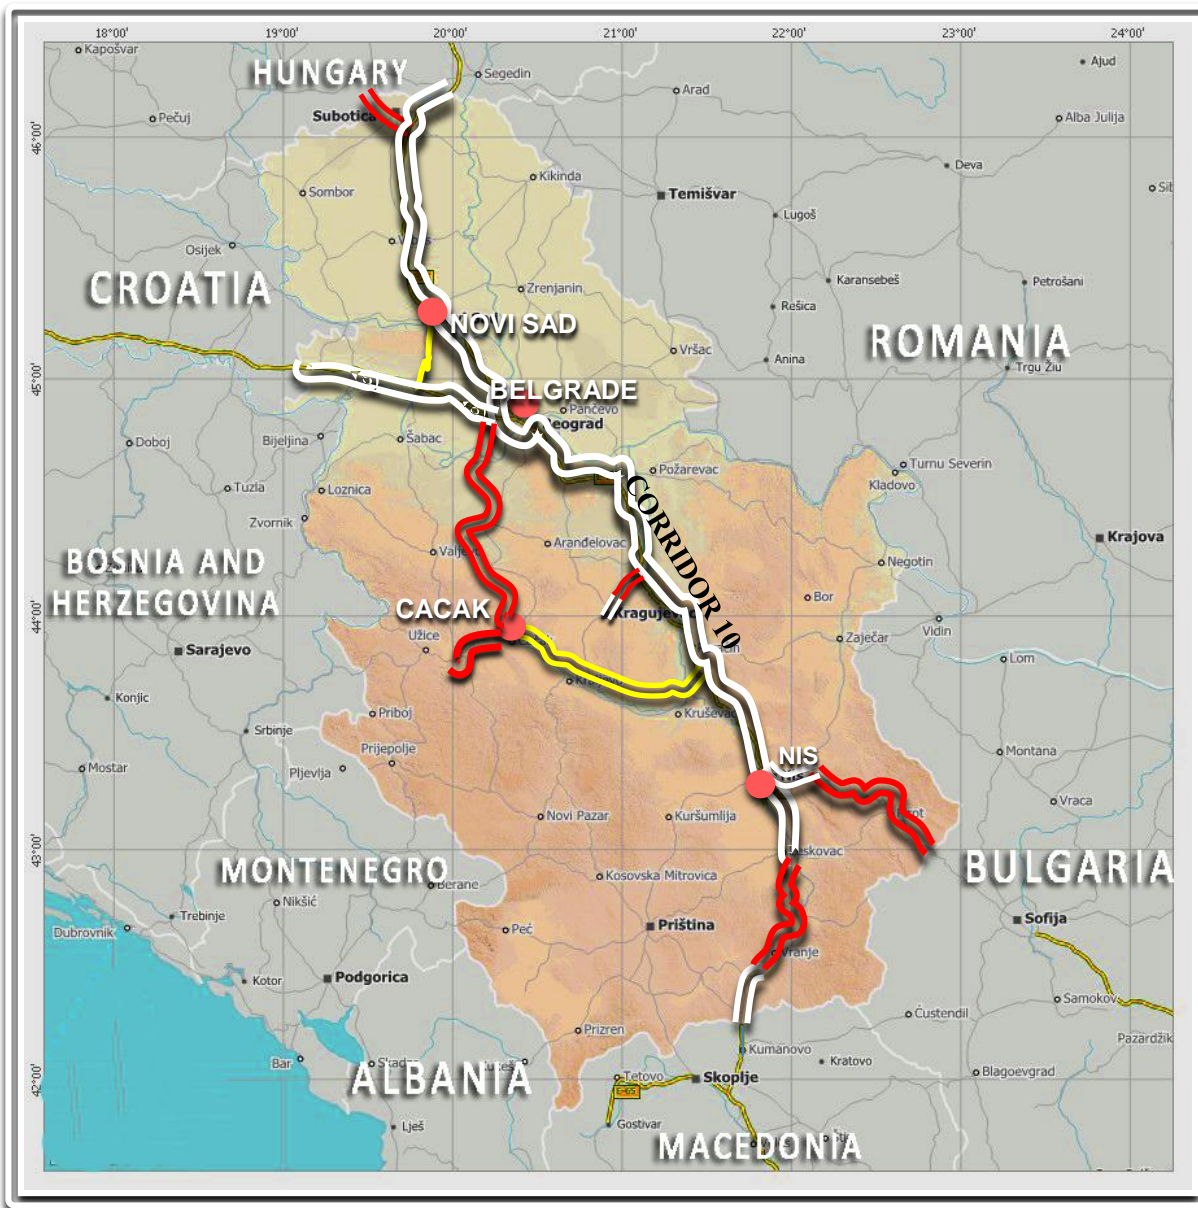 18°00'
19°00'
20°00'
21°00'
22°00'
23°00'
24°00'
Kapošvar
HUNGARY
Segedin
Ajud
Arad
Subotica
Pečuj
Alba Julija
46°00'
Deva
Kikinda
Sombor
Temišvar
Lugoš
Osijek
CROATIA
Zrenjanin
Karansebeš
Petrošani
Rešica
NOVI SAD
ROMANIA
Vršac
Anina
Trgu Žiu
45°00'
BELGRADE
Pančevo
Beograd
Doboj
Bijeljina
Šabac
Požarevac
Turnu Severin
Kladovo
Tuzla
Loznica
CORRIDOR 10
Zvornik
Krajova
Aranđelovac
Valjevo
BOSNIA AND
HERZEGOVINA
Negotin
CACAK
Kragujevac
Bor
44°00'
Užice
Zaječar
Vidin
Sarajevo
Lom
Kraljevo
Konjic
Priboj
Kruševac
Srbinje
Prijepolje
Montana
NIS
Mostar
Pljevlja
Vraca
Novi Pazar
Kuršumlija
43°00'
Leskovac
MONTENEGRO
BULGARIA
Berane
Kosovska Mitrovica
Nikšić
Trebinje
Sofija
Dubrovnik
Peć
Priština
Vranje
Kotor
Podgorica
Samokov
Ćustendil
Prizren
Pazardžik
Kumanovo
Bar
Kratovo
ALBANIA
Blagoevgrad
42°00'
Tetovo
Skoplje
E-65
Gostivar
Lješ
MACEDONIA